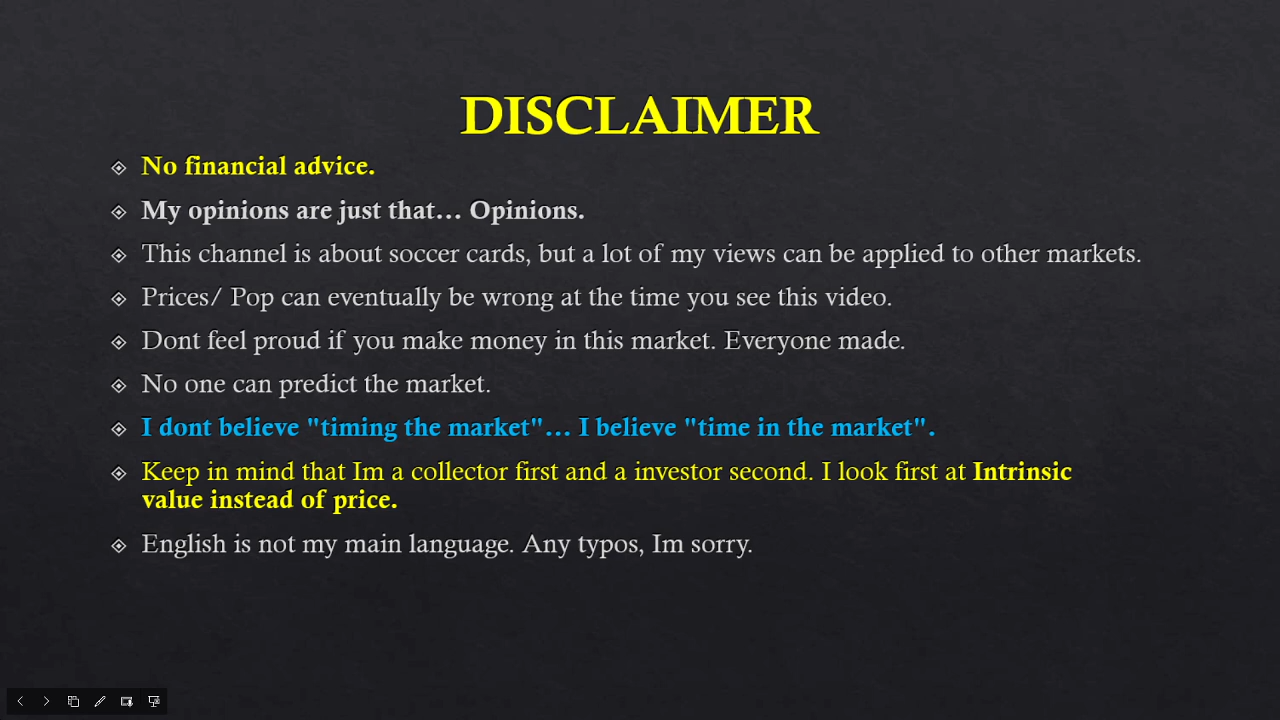 DISCLAIMER
No financial advice.
My opinions are just that... Opinions.
This channel is about soccer cards, but a lot of my views can be applied to other markets.
Prices/ Pop can eventually be wrong at the time you see this video.
Dont feel proud if you make money in this market. Everyone made.
No one can predict the market.
I dont believe "timing the market"... I believe "time in the market".
Keep in mind that Im a collector first and a investor second. I look first at Intrinsic
value instead of price.
English is not my main language. Any typos, Im sorry.